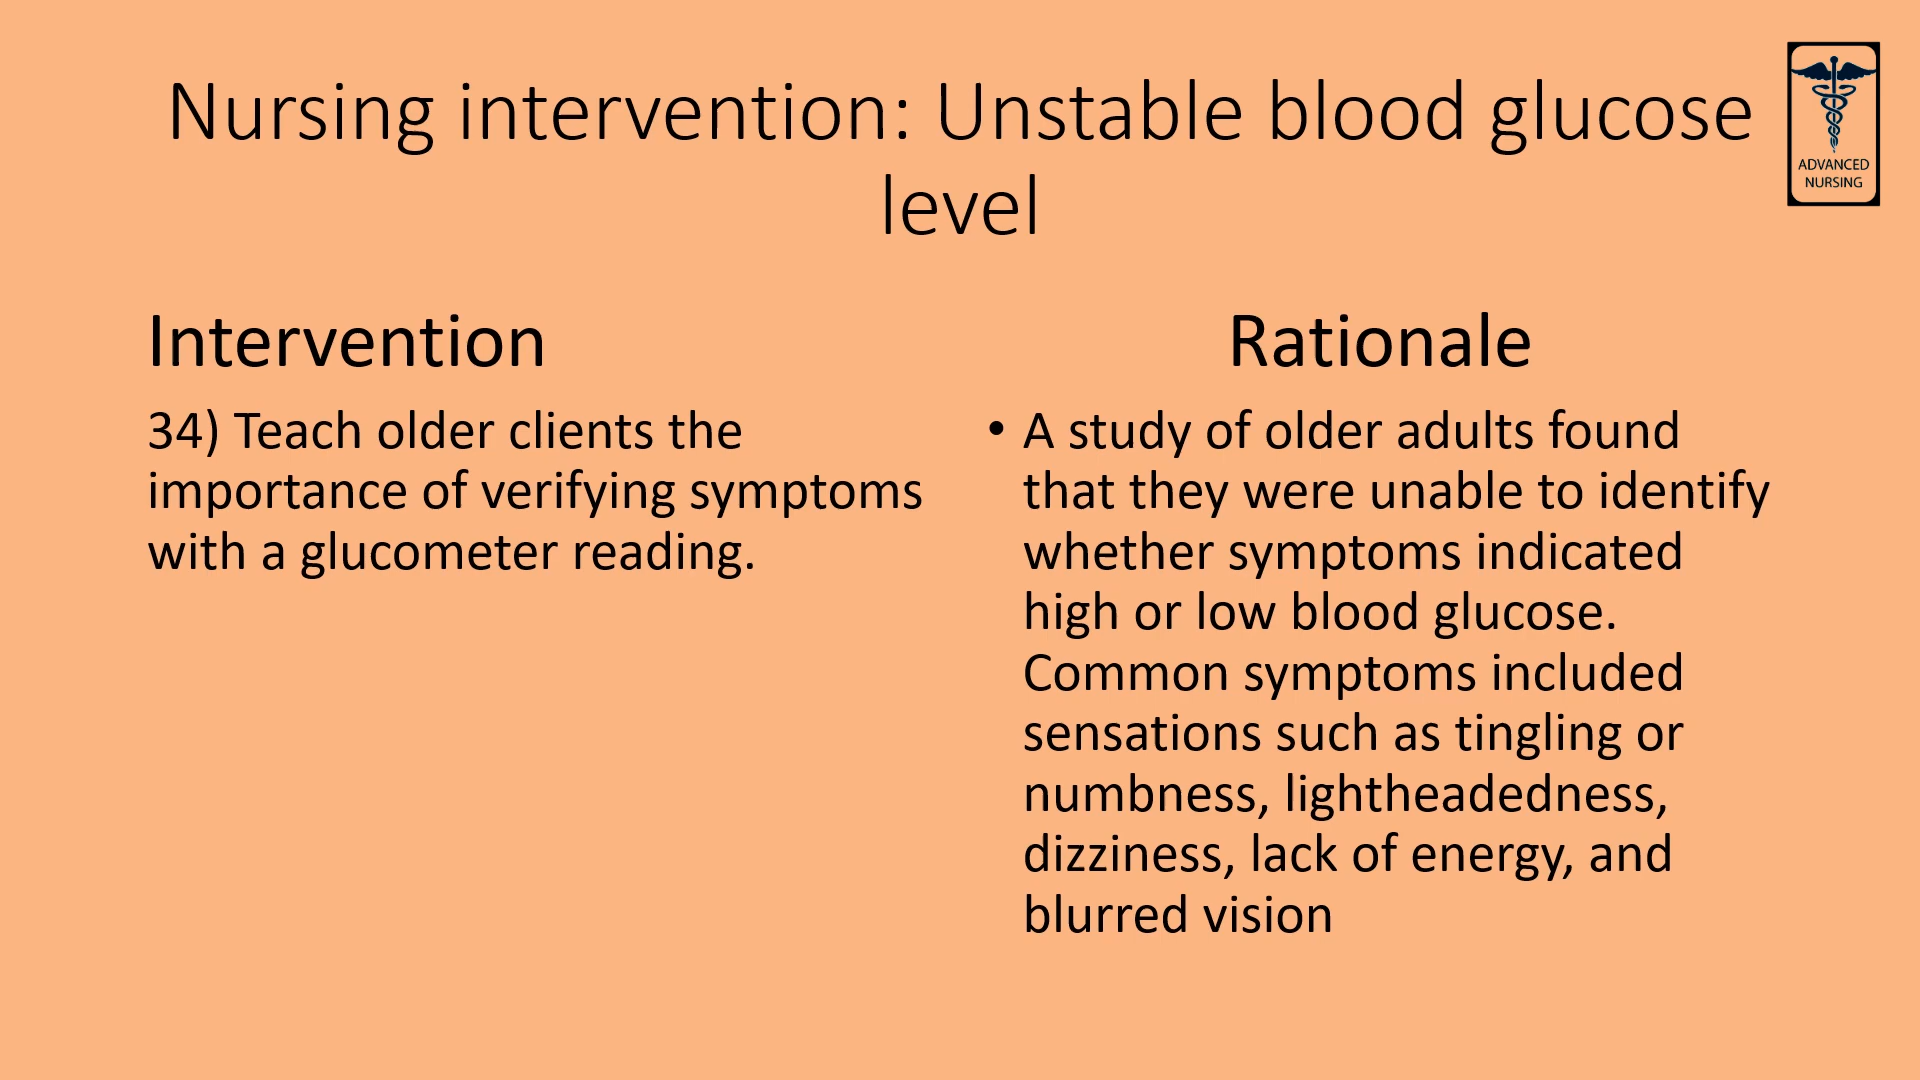 Nursing intervention: Unstable blood glucose
level
ADVANCED
NURSING
Intervention
34) Teach older clients the
importance of verifying symptoms
with a glucometer reading.
Rationale
• A study of older adults found
that they were unable to identify
whether symptoms indicated
high or low blood glucose.
Common symptoms included
sensations such as tingling or
numbness, lightheadedness,
dizziness, lack of energy, and
blurred vision